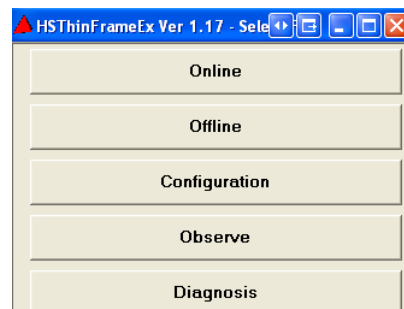 HSThinFrameEx Ver 1.17 - Sele
Online
Offline
Configuration
Observe
Diagnosis